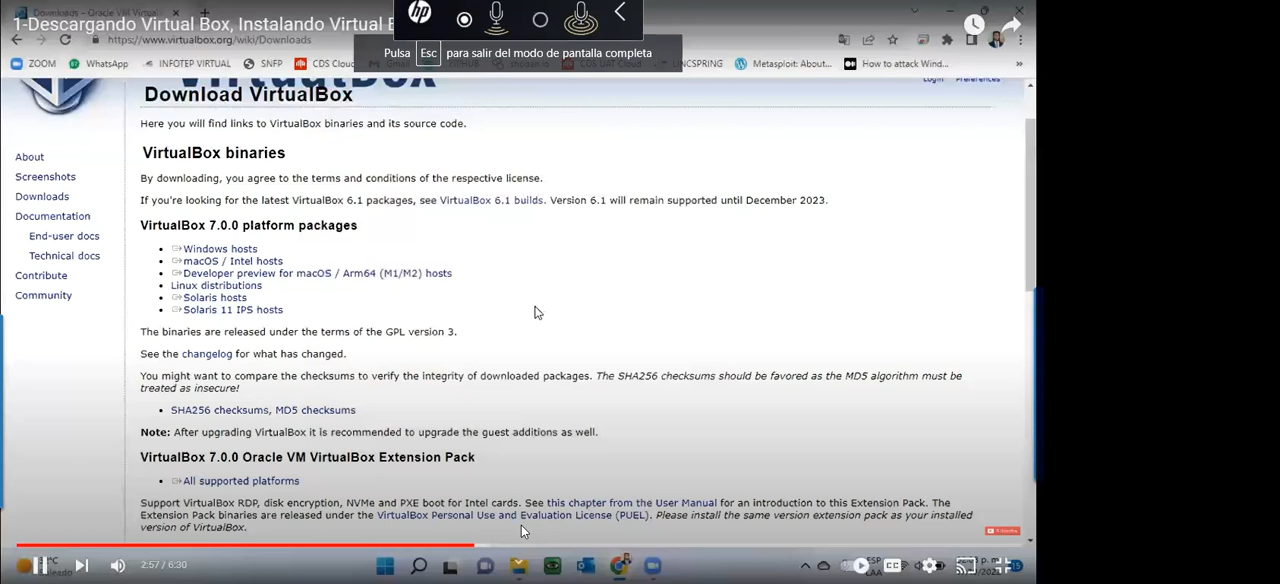 Downloads – Oracle VM Virtual
1-Descargando Virtual Box, Instalando Virtual
hp
https://www.virtualbox.org/wiki/Downloads
Pulsa Esc para salir del modo de pantalla completa
ZOOM WhatsApp INFOTEP VIRTUAL SNFP CDS Cloud CDS UAT Cloud UNCSPRING Metasploit: About... How to attack Wind... »
Login Preferences
Download VirtualBox
Here you will find links to VirtualBox binaries and its source code.
VirtualBox binaries
About
Screenshots
Downloads
Documentation
End-user docs
Technical docs
Contribute
Community
By downloading, you agree to the terms and conditions of the respective license.
If you're looking for the latest VirtualBox 6.1 packages, see VirtualBox 6.1 builds. Version 6.1 will remain supported until December 2023.
VirtualBox 7.0.0 platform packages
• Windows hosts
• macOS / Intel hosts
• Developer preview for macOS / Arm64 (M1/M2) hosts
• Linux distributions
• Solaris hosts
• Solaris 11 IPS hosts
The binaries are released under the terms of the GPL version 3.
See the changelog for what has changed.
You might want to compare the checksums to verify the integrity of downloaded packages. The SHA256 checksums should be favored as the MD5 algorithm must be
treated as insecure!
• SHA256 checksums, MD5 checksums
Note: After upgrading VirtualBox it is recommended to upgrade the guest additions as well.
VirtualBox 7.0.0 Oracle VM VirtualBox Extension Pack
• All supported platforms
Support VirtualBox RDP, disk encryption, NVMe and PXE boot for Intel cards. See this chapter from the User Manual for an introduction to this Extension Pack. The
Extension Pack binaries are released under the VirtualBox Personal Use and Evaluation License (PUEL). Please install the same version extension pack as your installed
version of VirtualBox.
2:57 / 6:30
ESP
CC